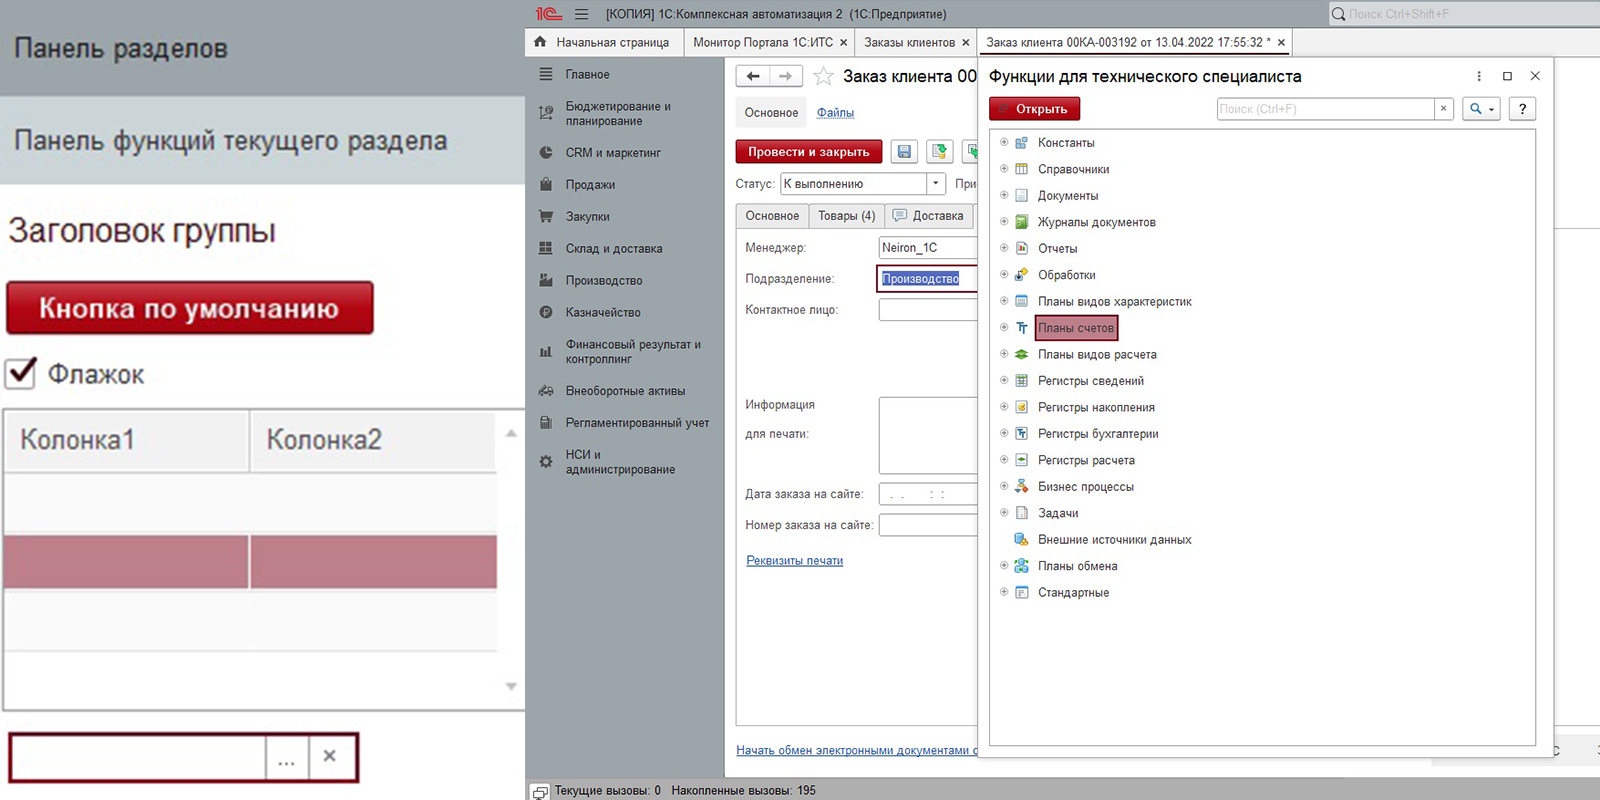 Панель разделов
Панель функций текущего раздела
Заголовок группы
Кнопка по умолчанию
Флажок
Колонка1 Колонка2
...
[КОПИЯ] 1С:Комплексная автоматизация 2 (1С:Предприятие)
Поиск Ctrl+Shift+F
Начальная страница
Монитор Портала 1С:ИТС
Заказы клиентов
Заказ клиента 00КА-003192 от 13.04.2022 17:55:32 *
Главное
Бюджетирование и
планирование
CRM и маркетинг
Продажи
Закупки
Склад и доставка
Производство
Казначейство
Финансовый результат и
контроллинг
Внеоборотные активы
Регламентированный учет
НСИ и
администрирование
Заказ клиента 00
Основное Файлы
Провести и закрыть
Статус: К выполнению При
Основное Товары (4) Доставка
Менеджер: Neiron_1C
Подразделение: Производство
Контактное лицо:
Информация
для печати:
Дата заказа на сайте: . . : :
Номер заказа на сайте:
Реквизиты печати
Начать обмен электронными документами с
Функции для технического специалиста
Открыть Поиск (Ctrl+F) ?
Константы
Справочники
Документы
Журналы документов
Отчеты
Обработки
Планы видов характеристик
Планы счетов
Планы видов расчета
Регистры сведений
Регистры накопления
Регистры бухгалтерии
Регистры расчета
Бизнес процессы
Задачи
Внешние источники данных
Планы обмена
Стандартные
Текущие вызовы: 0 Накопленные вызовы: 195